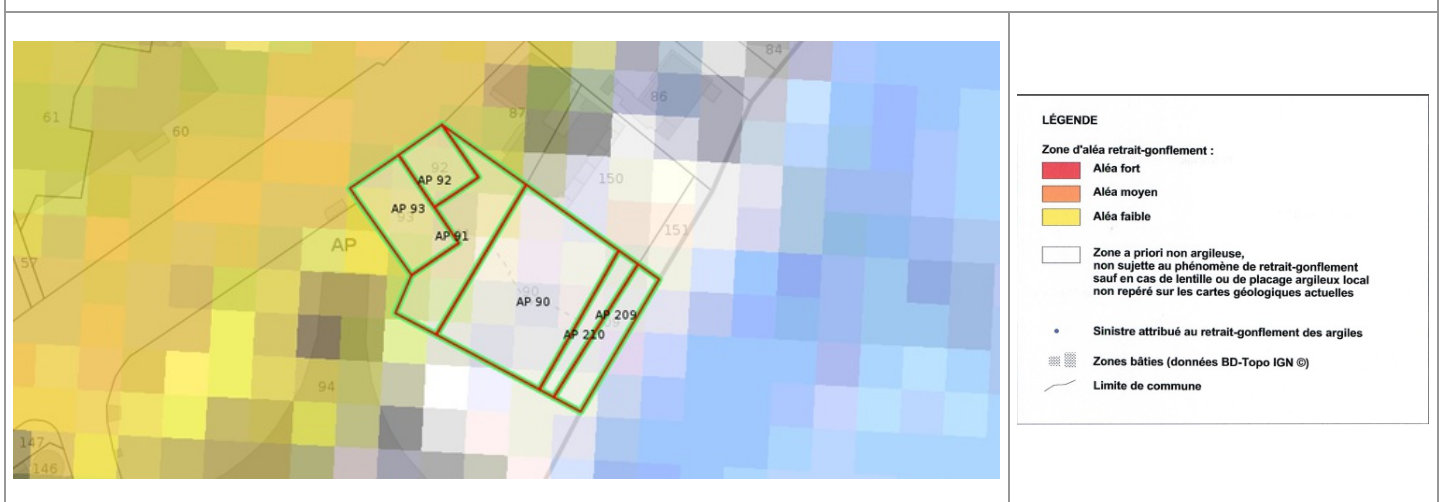 84
86
87
61
60
92
AP 92
150
AP 93
93
151
AP 91
AP
57
90
AP 90
AP 209
AP 210
94
147
146
LÉGENDE
Zone d'aléa retrait-gonflement :
Aléa fort
Aléa moyen
Aléa faible
Zone a priori non argileuse,
non sujette au phénomène de retrait-gonflement
sauf en cas de lentille ou de placage argileux local
non repéré sur les cartes géologiques actuelles
Sinistre attribué au retrait-gonflement des argiles
Zones bâties (données BD-Topo IGN ©)
Limite de commune